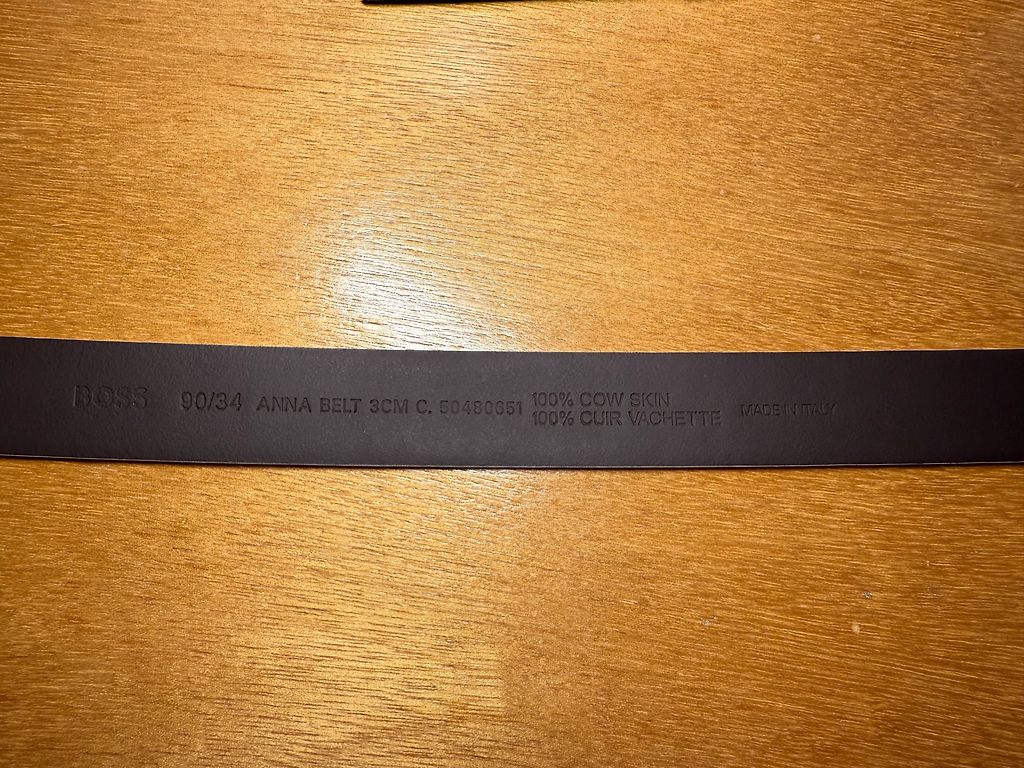 BOSS 90/34 ANNA BELT 3CM C. 50480651 100% COW SKIN
100% CUIR VACHETTE
MADE IN ITALY